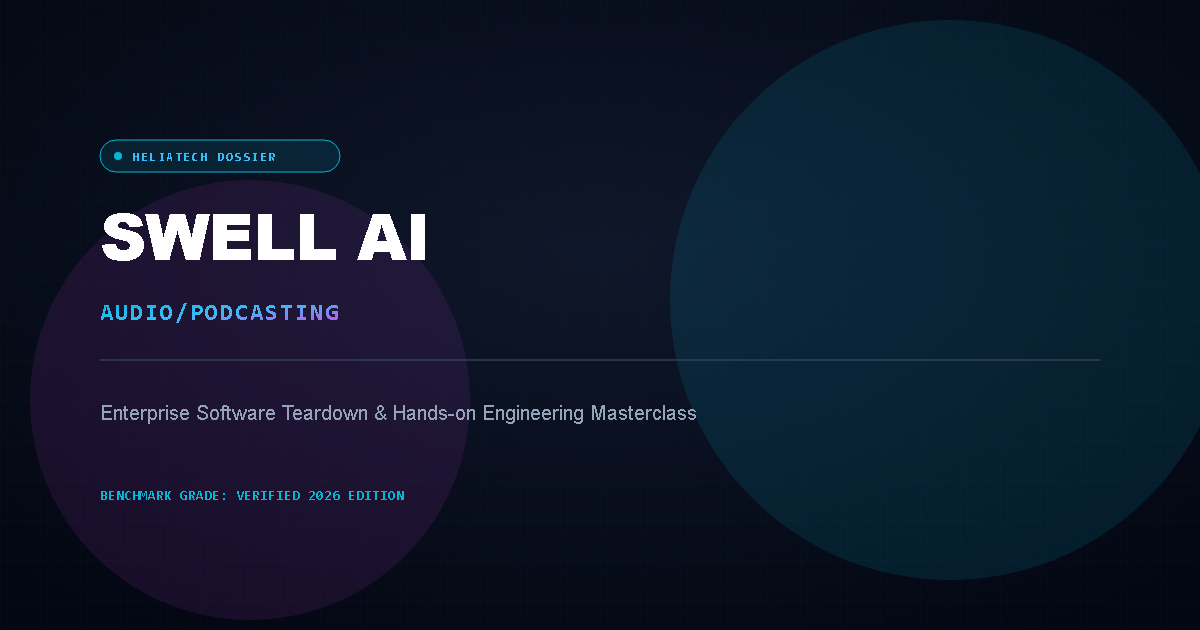 HELIATECH DOSSIER
SWELL AI
AUDIO/PODCASTING
Enterprise Software Teardown & Hands-on Engineering Masterclass
BENCHMARK GRADE: VERIFIED 2026 EDITION